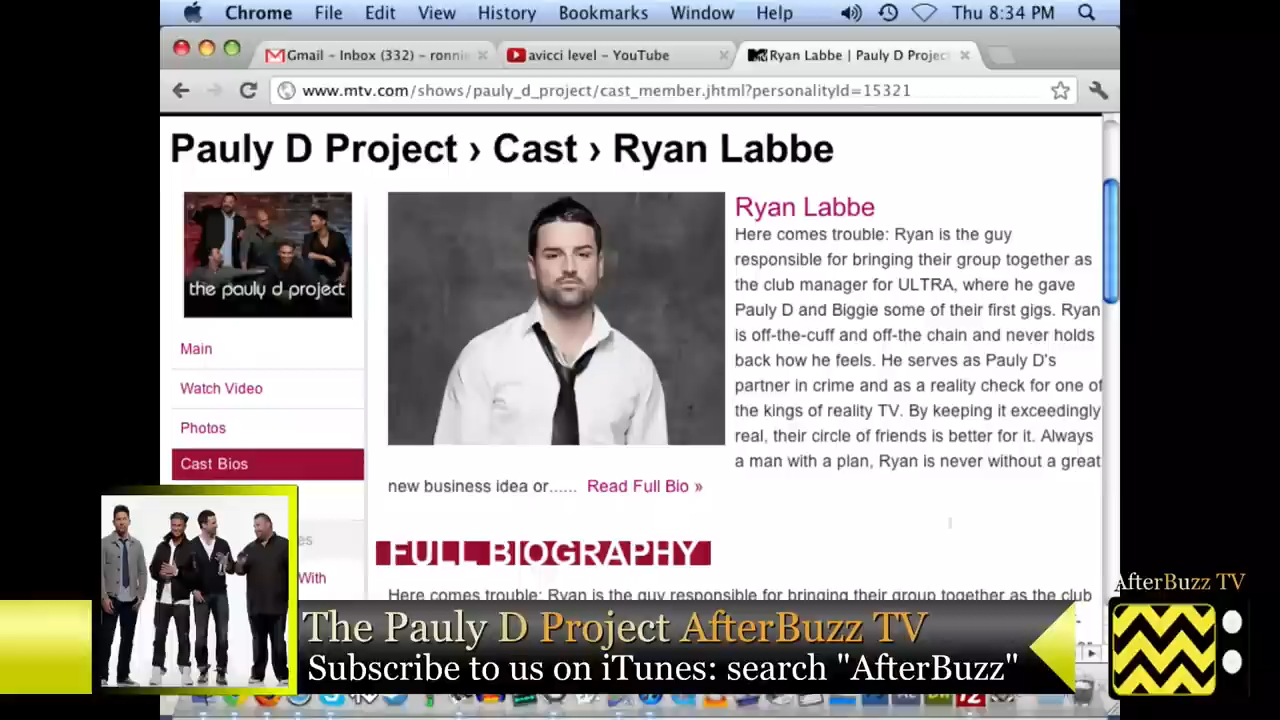 Chrome File Edit View History Bookmarks Window Help Thu 8:34 PM
Gmail - Inbox (332) - ronni
avicci level - YouTube
Ryan Labbe | Pauly D Projec
www.mtv.com/shows/pauly_d_project/cast_member.jhtml?personalityId=15321
Pauly D Project › Cast › Ryan Labbe
the pauly d project
Main
Watch Video
Photos
Cast Bios
With
Ryan Labbe
Here comes trouble: Ryan is the guy
responsible for bringing their group together as
the club manager for ULTRA, where he gave
Pauly D and Biggie some of their first gigs. Ryan
is off-the-cuff and off-the chain and never holds
back how he feels. He serves as Pauly D's
partner in crime and as a reality check for one of
the kings of reality TV. By keeping it exceedingly
real, their circle of friends is better for it. Always
a man with a plan, Ryan is never without a great
new business idea or...... Read Full Bio »
FULL BIOGRAPHY
Here comes trouble: Ryan is the guy responsible for bringing their group together as the club
The Pauly D Project AfterBuzz TV
Subscribe to us on iTunes: search "AfterBuzz"
AfterBuzz TV